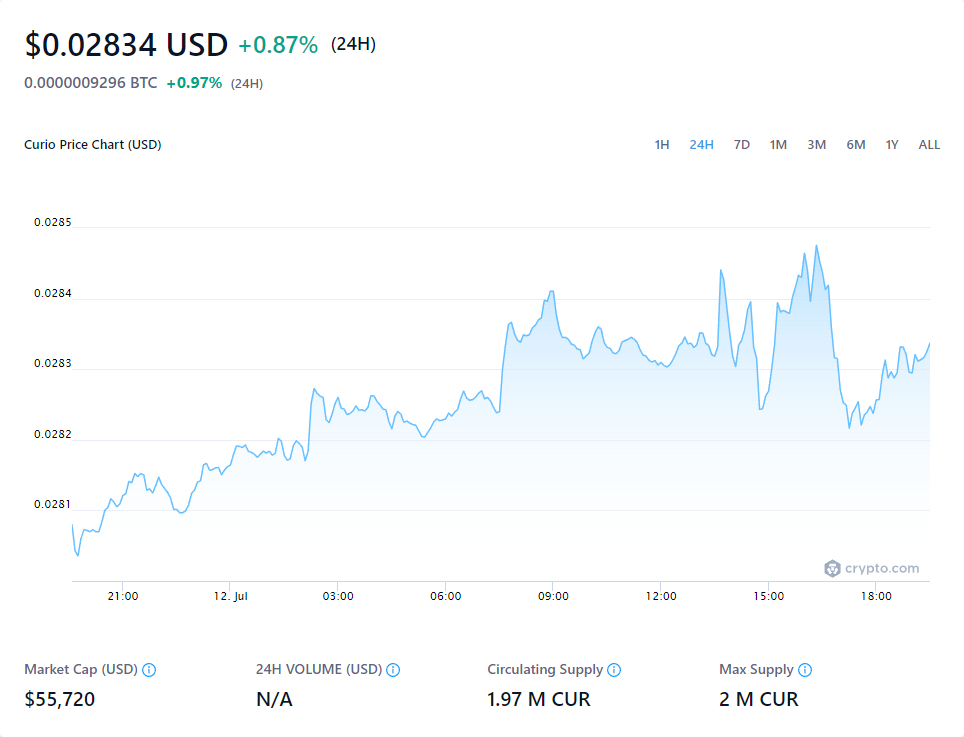 $0.02834 USD +0.87% (24H)
0.0000009296 BTC +0.97% (24H)
Curio Price Chart (USD) 1H 24H 7D 1M 3M 6M 1Y ALL
0.0285
0.0284
0.0283
0.0282
0.0281
crypto.com
21:00 12. Jul 03:00 06:00 09:00 12:00 15:00 18:00
Market Cap (USD) 24H VOLUME (USD) Circulating Supply Max Supply
$55,720 N/A 1.97 M CUR 2 M CUR